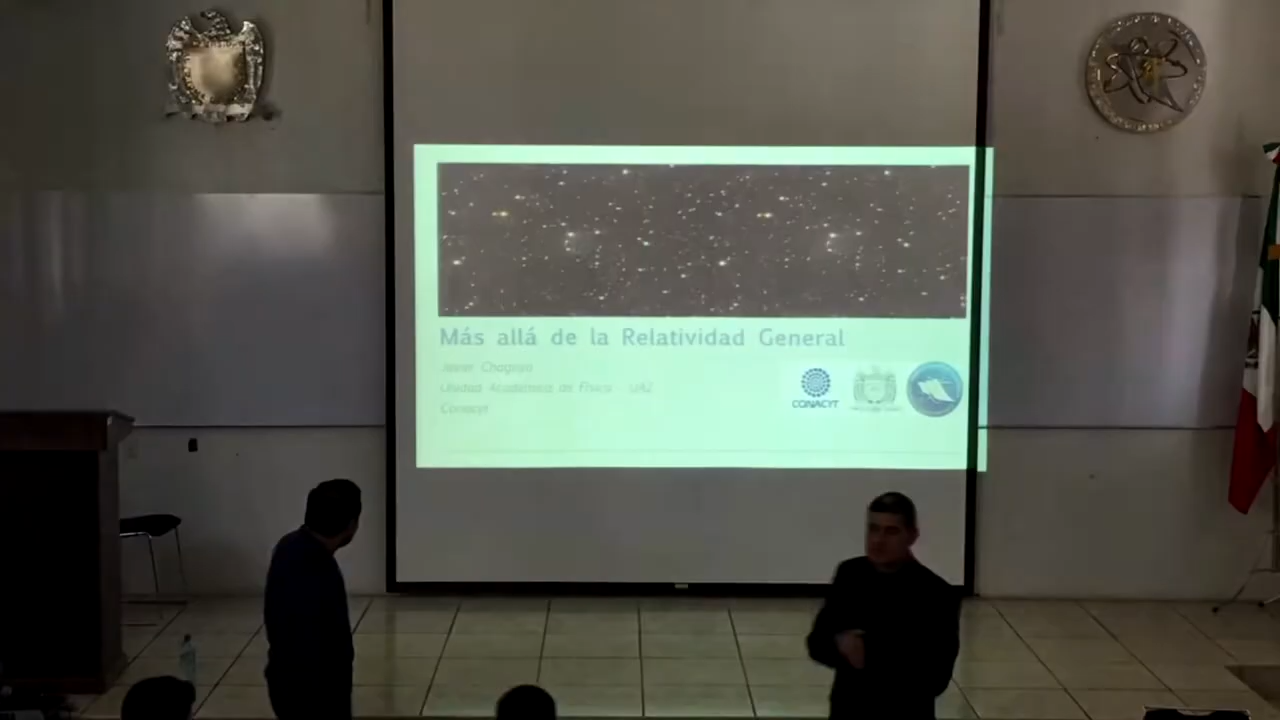 Más allá de la Relatividad General
Javier Chagoya
Unidad Académica de Física - UAZ
Conacyt
CONACYT